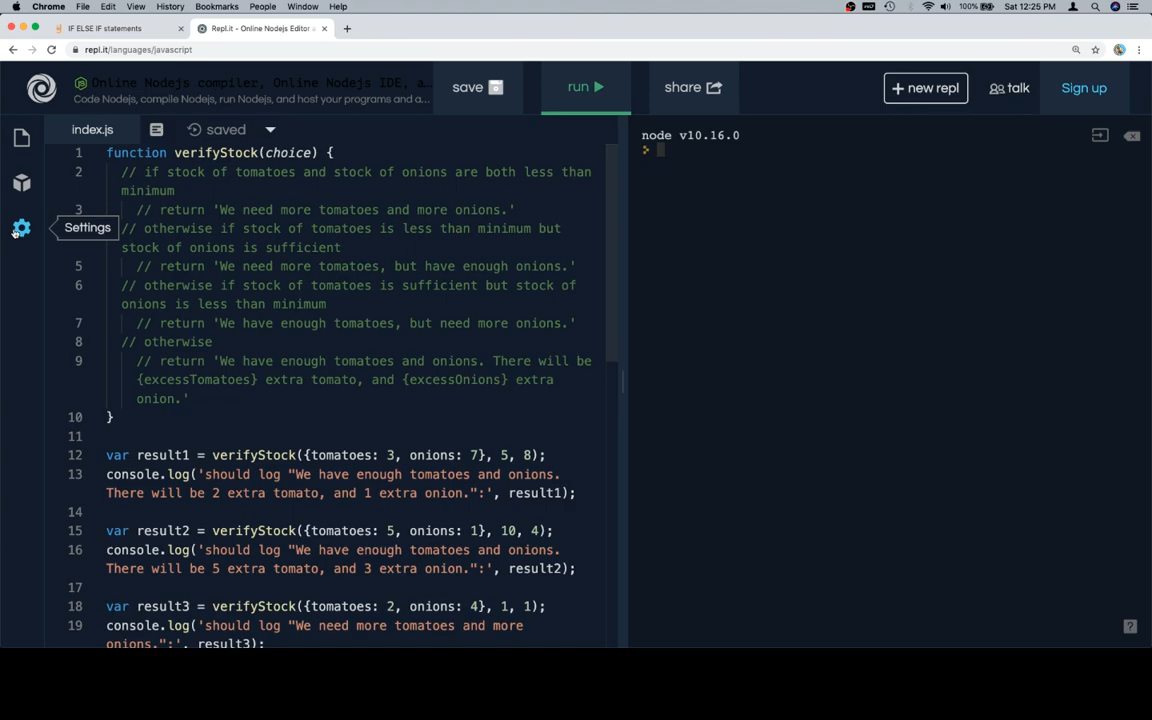 Chrome File Edit View History Bookmarks People Window Help 100% Sat 12:25 PM
IF ELSE IF statements × Repl.it - Online Nodejs Editor a × +
repl.it/languages/javascript
Online Nodejs compiler, Online Nodejs IDE, a...
Code Nodejs, compile Nodejs, run Nodejs, and host your programs and a...
save run share + new repl talk Sign up
index.js saved
node v10.16.0
Settings
1 function verifyStock(choice) {
2 // if stock of tomatoes and stock of onions are both less than
minimum
3 // return 'We need more tomatoes and more onions.'
// otherwise if stock of tomatoes is less than minimum but
stock of onions is sufficient
5 // return 'We need more tomatoes, but have enough onions.'
6 // otherwise if stock of tomatoes is sufficient but stock of
onions is less than minimum
7 // return 'We have enough tomatoes, but need more onions.'
8 // otherwise
9 // return 'We have enough tomatoes and onions. There will be
{excessTomatoes} extra tomato, and {excessOnions} extra
onion.'
10 }
11
12 var result1 = verifyStock({tomatoes: 3, onions: 7}, 5, 8);
13 console.log('should log "We have enough tomatoes and onions.
There will be 2 extra tomato, and 1 extra onion.":', result1);
14
15 var result2 = verifyStock({tomatoes: 5, onions: 1}, 10, 4);
16 console.log('should log "We have enough tomatoes and onions.
There will be 5 extra tomato, and 3 extra onion.":', result2);
17
18 var result3 = verifyStock({tomatoes: 2, onions: 4}, 1, 1);
19 console.log('should log "We need more tomatoes and more
onions.":', result3);
?